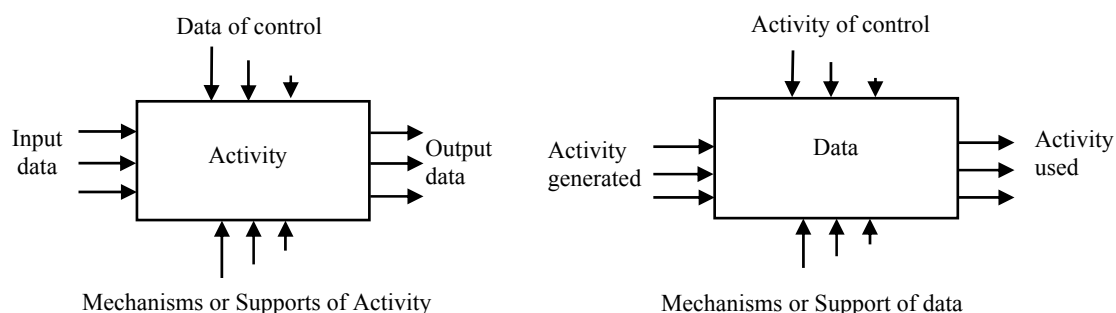 Data of control
Input
data
Activity
Output
data
Mechanisms or Supports of Activity
Activity of control
Activity
generated
Data
Activity
used
Mechanisms or Support of data